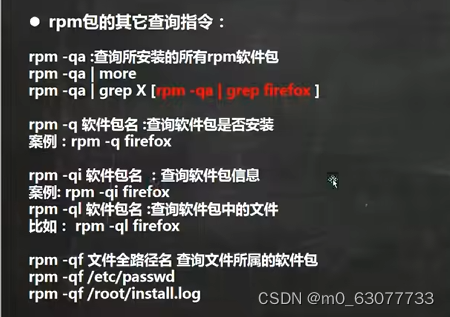 ● rpm包的其它查询指令：
rpm -qa :查询所安装的所有rpm软件包
rpm -qa | more
rpm -qa | grep X [rpm -qa | grep firefox ]
rpm -q 软件包名 :查询软件包是否安装
案例：rpm -q firefox
rpm -qi 软件包名 ：查询软件包信息
案例: rpm -qi firefox
rpm -ql 软件包名 :查询软件包中的文件
比如： rpm -ql firefox
rpm -qf 文件全路径名 查询文件所属的软件包
rpm -qf /etc/passwd
rpm -qf /root/install.log
CSDN @m0_63077733